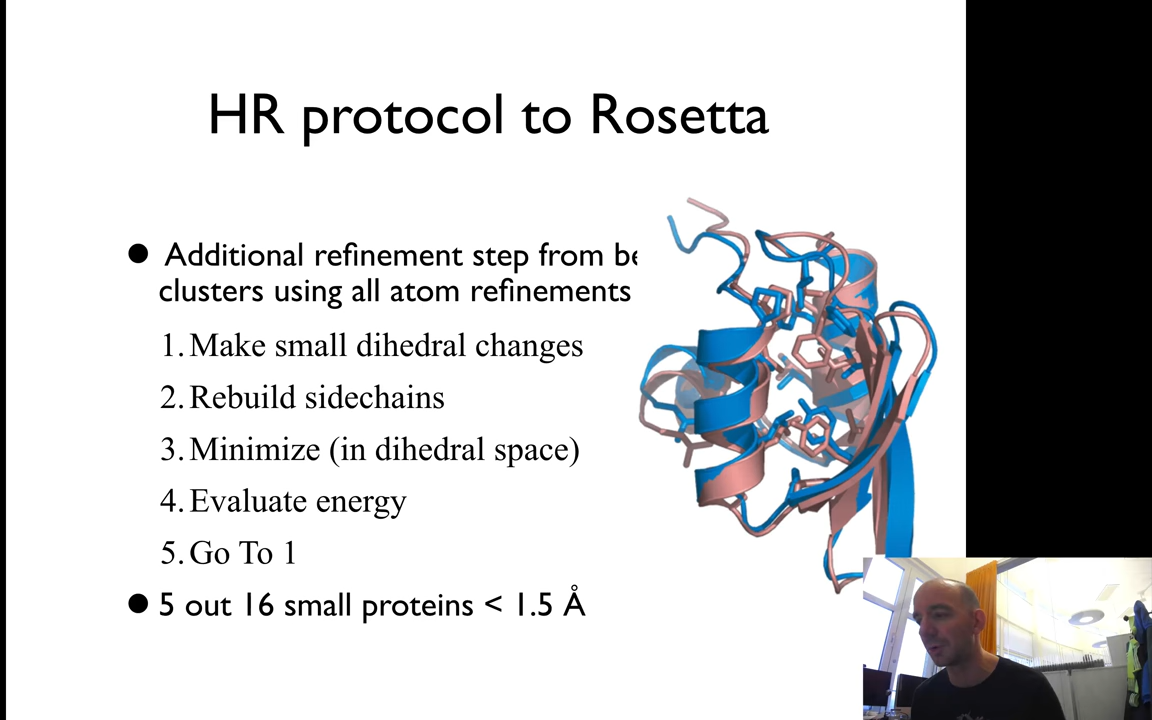 HR protocol to Rosetta
● Additional refinement step from
clusters using all atom refinements
1. Make small dihedral changes
2. Rebuild sidechains
3. Minimize (in dihedral space)
4. Evaluate energy
5. Go To 1
● 5 out 16 small proteins < 1.5 Å